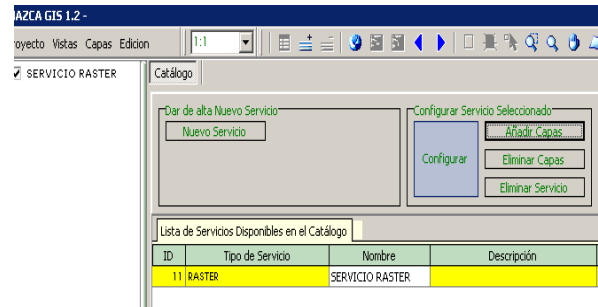 AZCA GIS 1.2 -
royecto Vistas Capas Edicion
1:1
SERVICIO RASTER
Catálogo
Dar de alta Nuevo Servicio
Nuevo Servicio
Configurar Servicio Seleccionado
Configurar
Añadir Capas
Eliminar Capas
Eliminar Servicio
Lista de Servicios Disponibles en el Catálogo
ID Tipo de Servicio Nombre Descripción
11 RASTER SERVICIO RASTER